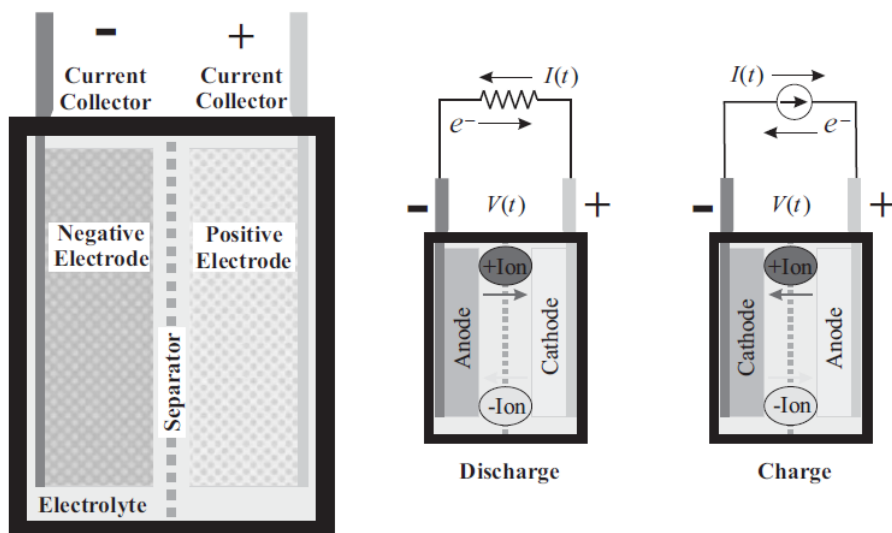 - +
Current Current
Collector Collector
Negative Positive
Electrode Electrode
Separator
Electrolyte
I(t)
e⁻
- V(t) +
+Ion
Anode
Cathode
-Ion
Discharge
I(t)
e⁻
- V(t) +
+Ion
Cathode
Anode
-Ion
Charge